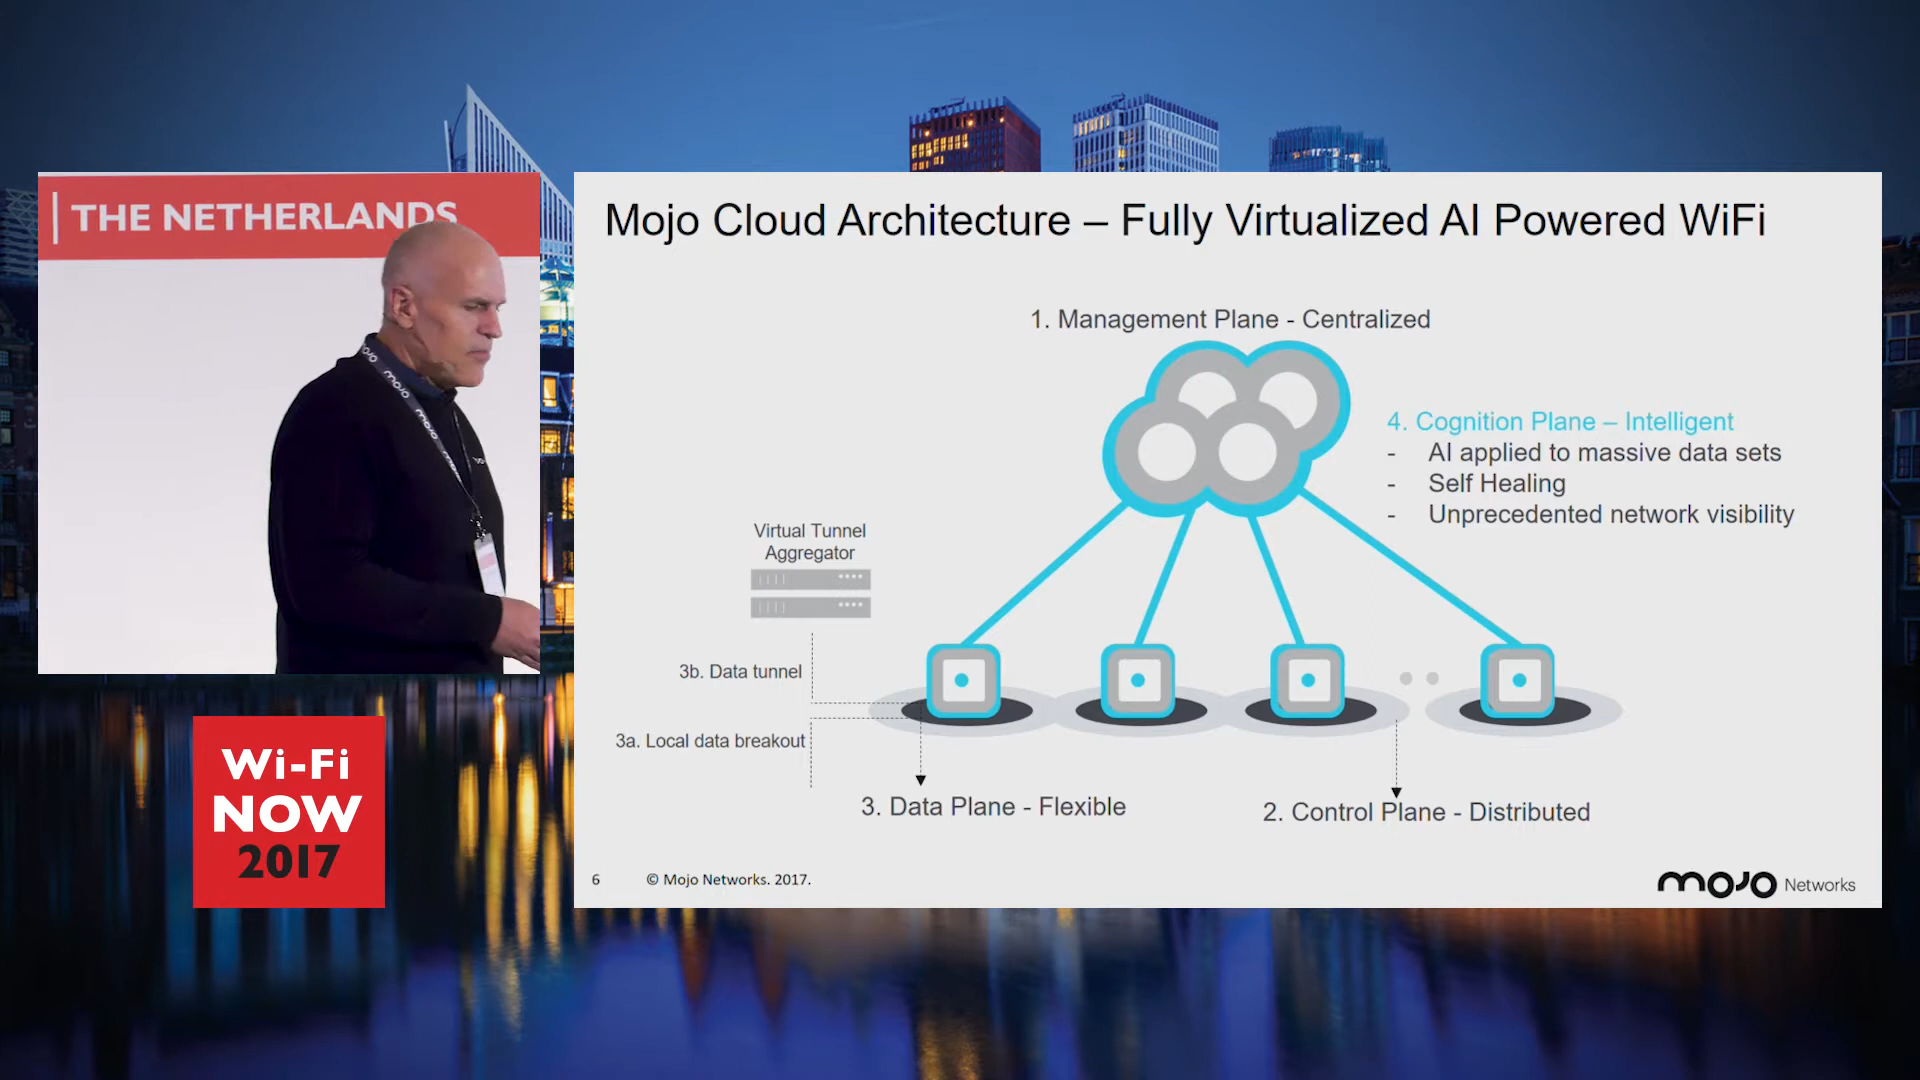 | THE NETHERLANDS
mojo
mojo
Wi-Fi
NOW
2017
Mojo Cloud Architecture – Fully Virtualized AI Powered WiFi
1. Management Plane - Centralized
4. Cognition Plane – Intelligent
- AI applied to massive data sets
- Self Healing
- Unprecedented network visibility
Virtual Tunnel
Aggregator
3b. Data tunnel
3a. Local data breakout
3. Data Plane - Flexible
2. Control Plane - Distributed
6
© Mojo Networks. 2017.
mojo Networks